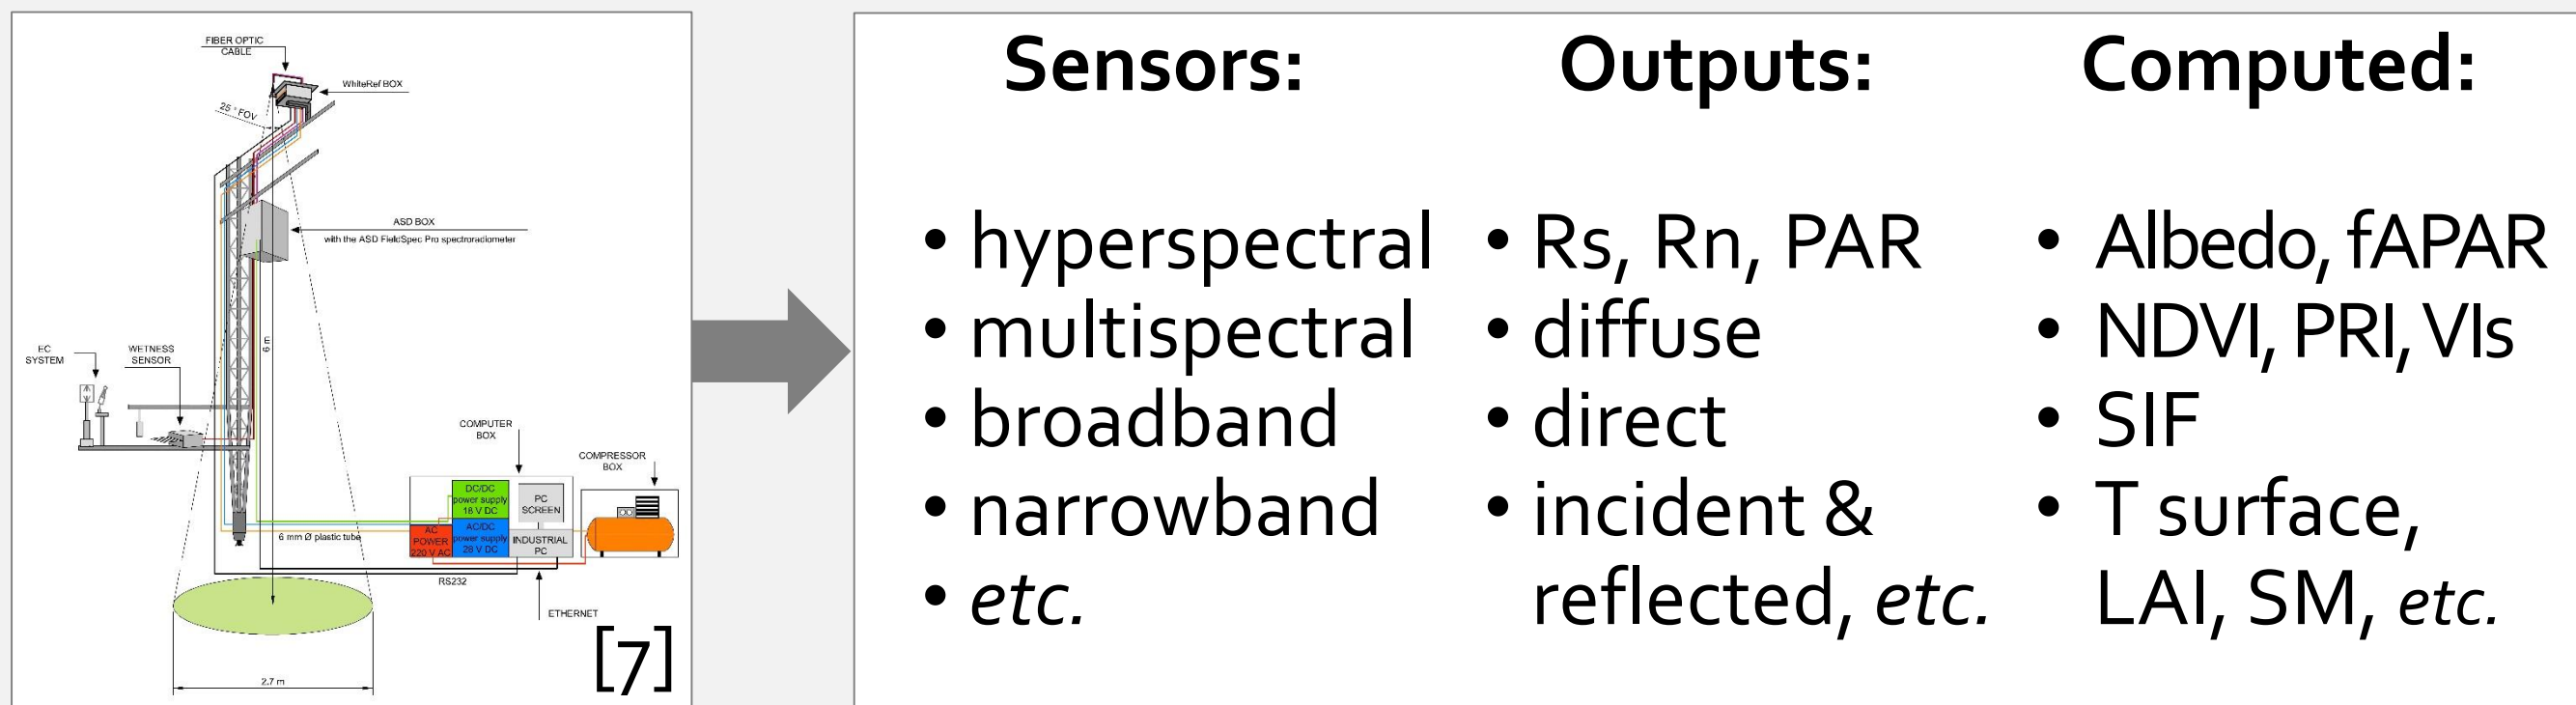 FIBER OPTIC
CABLE
WhiteRef BOX
25 ° FOV
ASD BOX
with the ASD FieldSpec Pro spectroradiometer
6 m
EC
SYSTEM
WETNESS
SENSOR
COMPUTER
BOX
COMPRESSOR
BOX
DC/DC
power supply
18 V DC
PC
SCREEN
AC
POWER
220 V AC
AC/DC
power supply
28 V DC
INDUSTRIAL
PC
6 mm Ø plastic tube
RS232
ETHERNET
2.7 m
[7]
Sensors:
• hyperspectral
• multispectral
• broadband
• narrowband
• etc.
Outputs:
• Rs, Rn, PAR
• diffuse
• direct
• incident &
reflected, etc.
Computed:
• Albedo, fAPAR
• NDVI, PRI, VIs
• SIF
• T surface,
LAI, SM, etc.